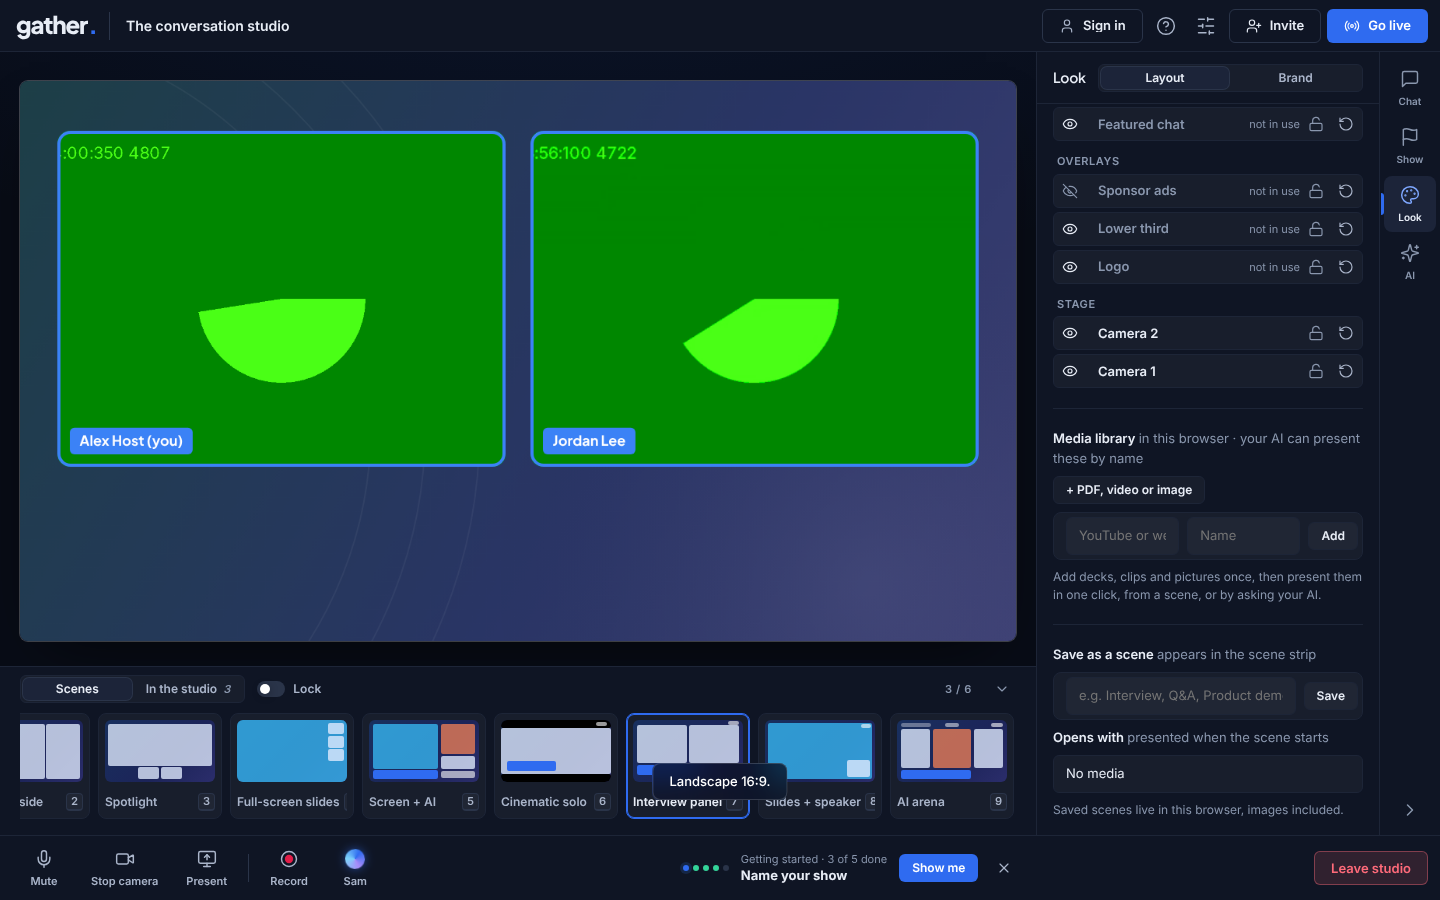 gather.
The conversation studio
Sign in
Invite
Go live
:00:350 4807
Alex Host (you)
:56:100 4722
Jordan Lee
Look
Layout
Brand
Featured chat
not in use
OVERLAYS
Sponsor ads
not in use
Lower third
not in use
Logo
not in use
STAGE
Camera 2
Camera 1
Media library in this browser · your AI can present
these by name
+ PDF, video or image
YouTube or we
Name
Add
Add decks, clips and pictures once, then present them
in one click, from a scene, or by asking your AI.
Save as a scene appears in the scene strip
e.g. Interview, Q&A, Product dem
Save
Opens with presented when the scene starts
No media
Saved scenes live in this browser, images included.
Chat
Show
Look
AI
Scenes
In the studio 3
Lock
3 / 6
side 2
Spotlight 3
Full-screen slides
Screen + AI 5
Cinematic solo 6
Interview panel 7
Slides + speaker 8
AI arena 9
Landscape 16:9.
Mute
Stop camera
Present
Record
Sam
Getting started · 3 of 5 done
Name your show
Show me
Leave studio